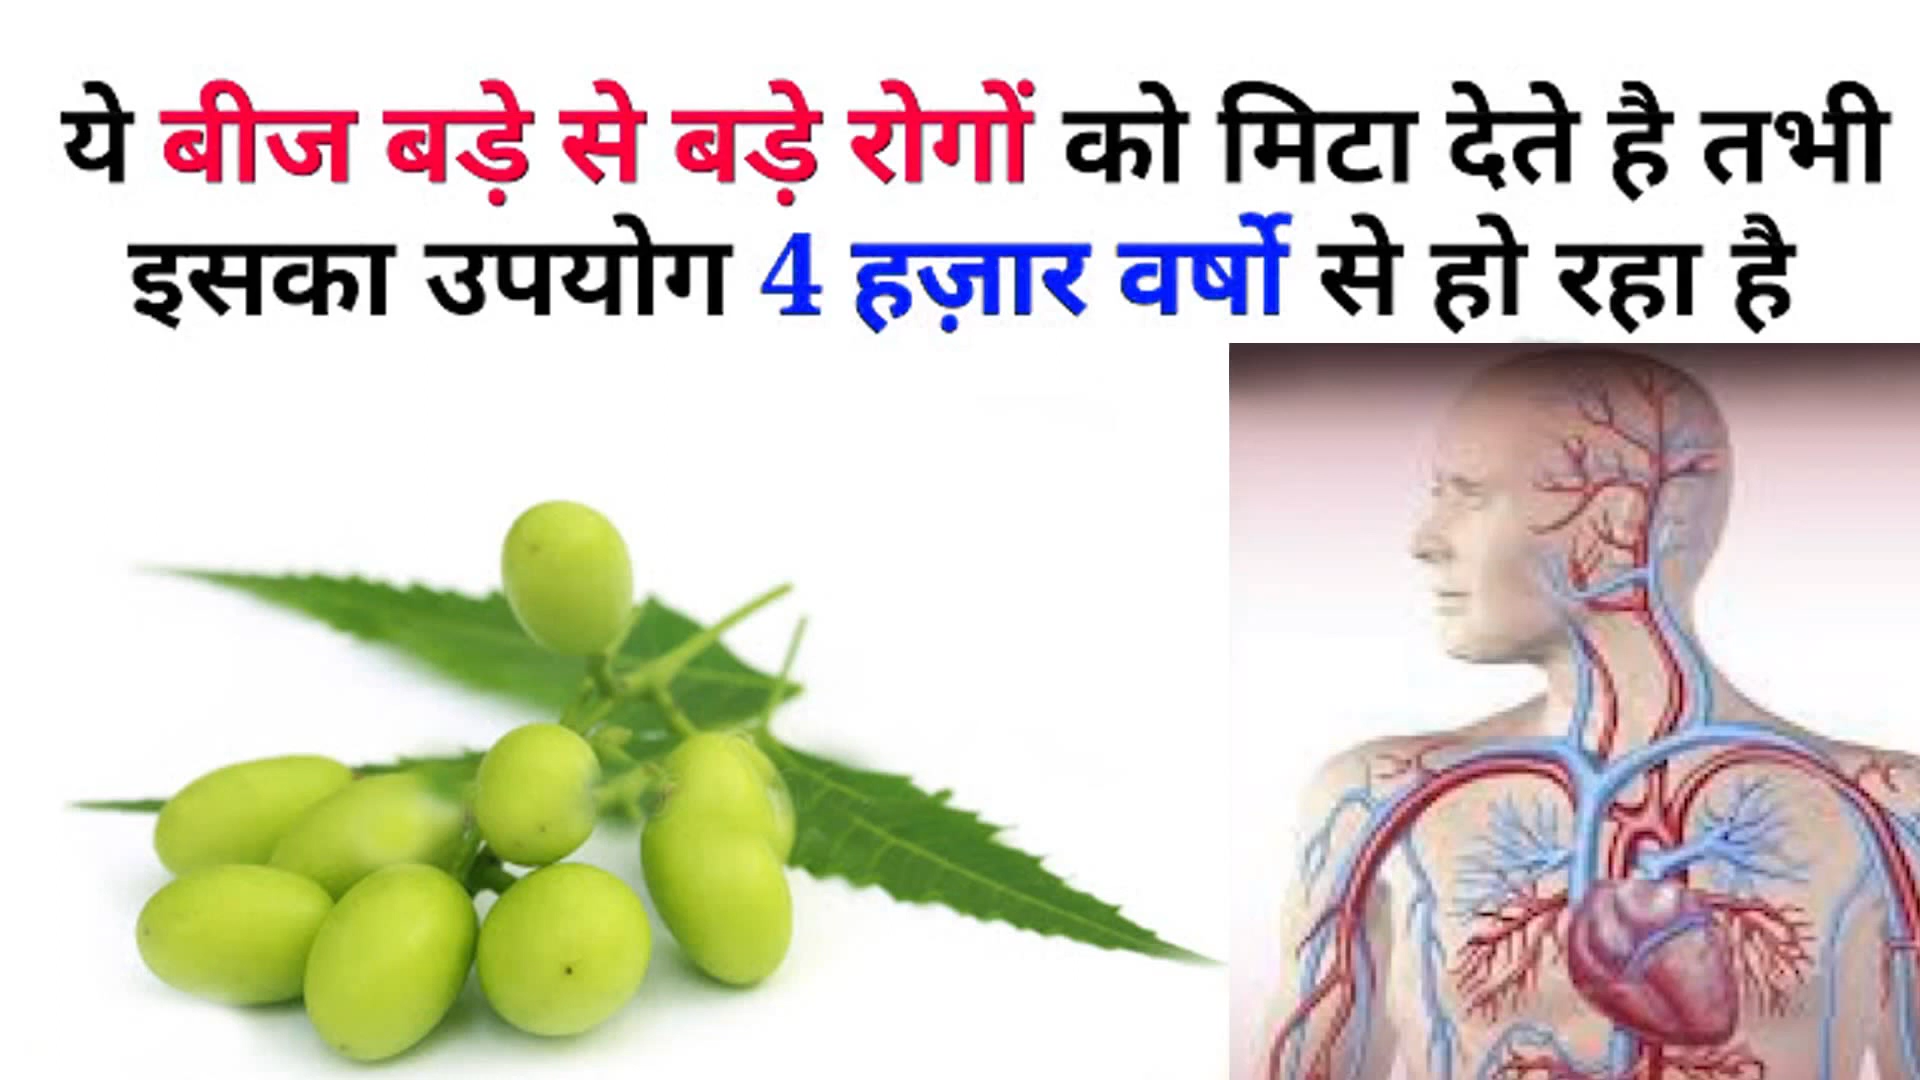 ये बीज बड़े से बड़े रोगों को मिटा देते है तभी
इसका उपयोग 4 हज़ार वर्षो से हो रहा है